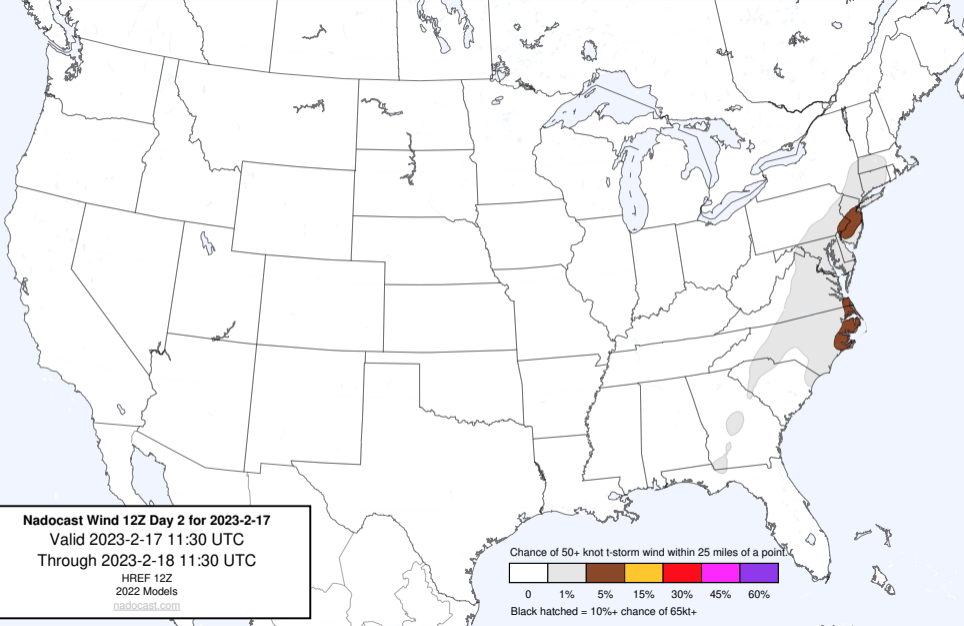 Nadocast Wind 12Z Day 2 for 2023-2-17
Valid 2023-2-17 11:30 UTC
Through 2023-2-18 11:30 UTC
HREF 12Z
2022 Models
nadocast.com
Chance of 50+ knot t-storm wind within 25 miles of a point.
0 1% 5% 15% 30% 45% 60%
Black hatched = 10%+ chance of 65kt+